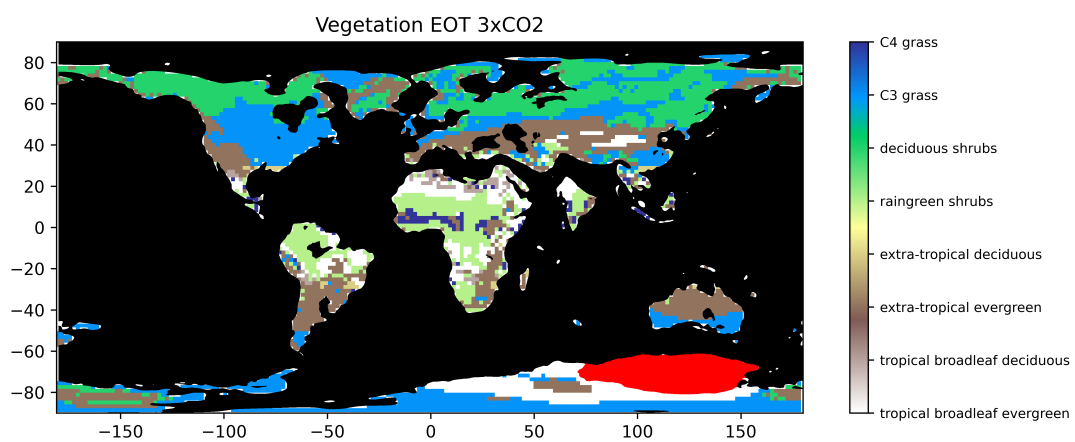 Vegetation EOT 3xCO2
80
60
40
20
0
−20
−40
−60
−80
−150
−100
−50
0
50
100
150
C4 grass
C3 grass
deciduous shrubs
raingreen shrubs
extra-tropical deciduous
extra-tropical evergreen
tropical broadleaf deciduous
tropical broadleaf evergreen